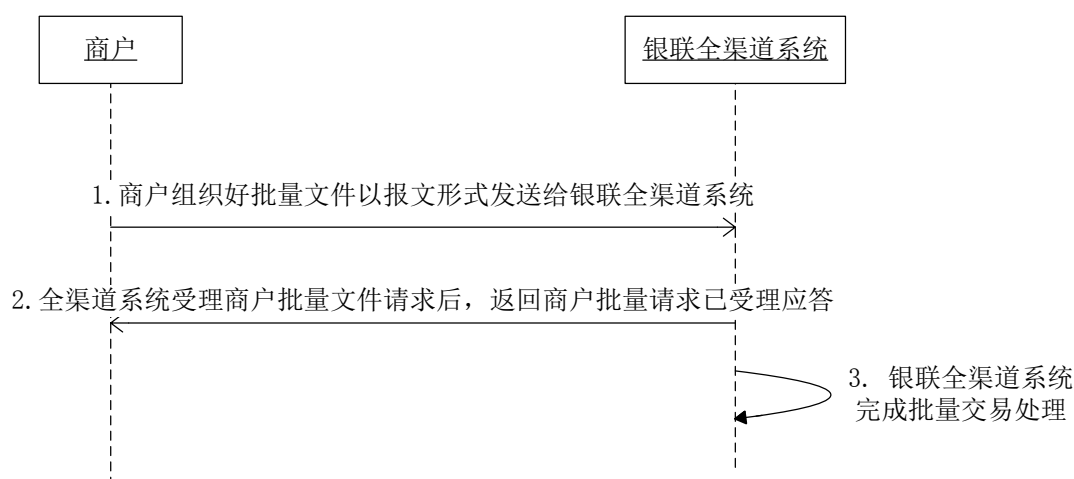 商户
银联全渠道系统
1.商户组织好批量文件以报文形式发送给银联全渠道系统
2.全渠道系统受理商户批量文件请求后，返回商户批量请求已受理应答
3. 银联全渠道系统
完成批量交易处理